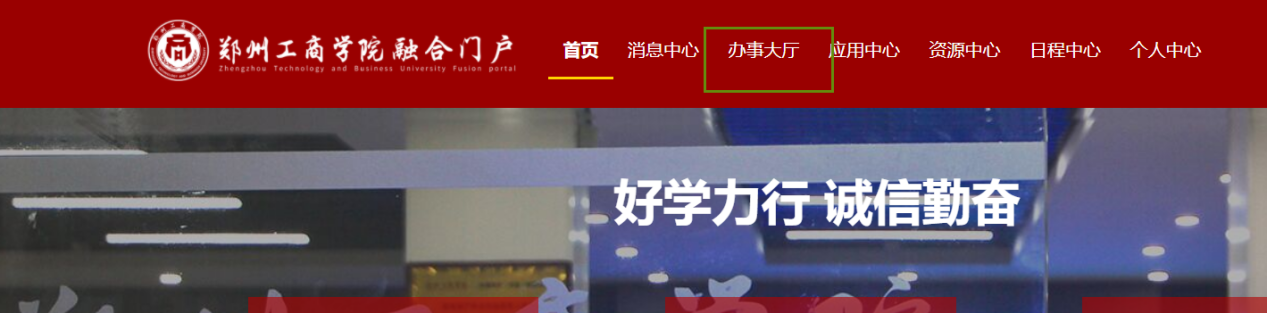 郑州工商学院融合门户
Zhengzhou Technology and Business University Fusion portal
首页 消息中心 办事大厅 应用中心 资源中心 日程中心 个人中心
好学力行 诚信勤奋